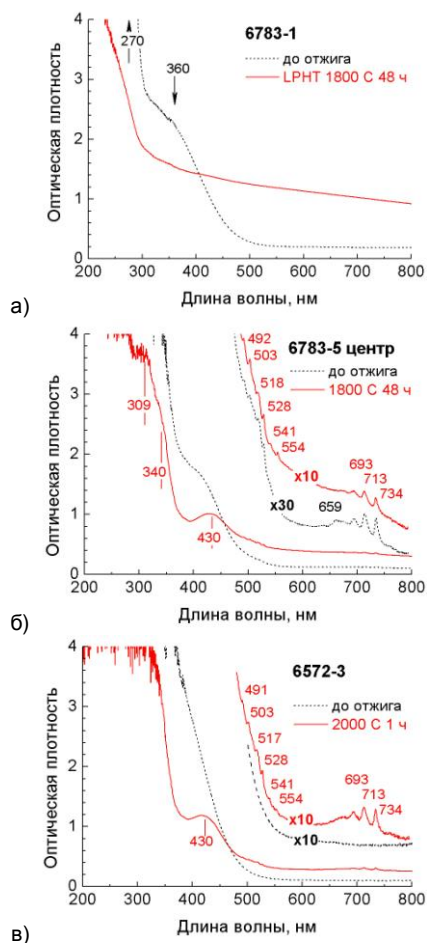 6783-1
до отжига
LPHT 1800 C 48 ч
270
360
Оптическая плотность
4
3
2
1
0
200 300 400 500 600 700 800
Длина волны, нм
а)
6783-5 центр
до отжига
1800 C 48 ч
492
503
518
528
541
554
x10
693
713
734
x30
659
309
340
430
Оптическая плотность
4
3
2
1
0
200 300 400 500 600 700 800
Длина волны, нм
б)
6572-3
до отжига
2000 C 1 ч
491
503
517
528
541
554
x10
693
713
734
x10
430
Оптическая плотность
4
3
2
1
0
200 300 400 500 600 700 800
Длина волны, нм
в)